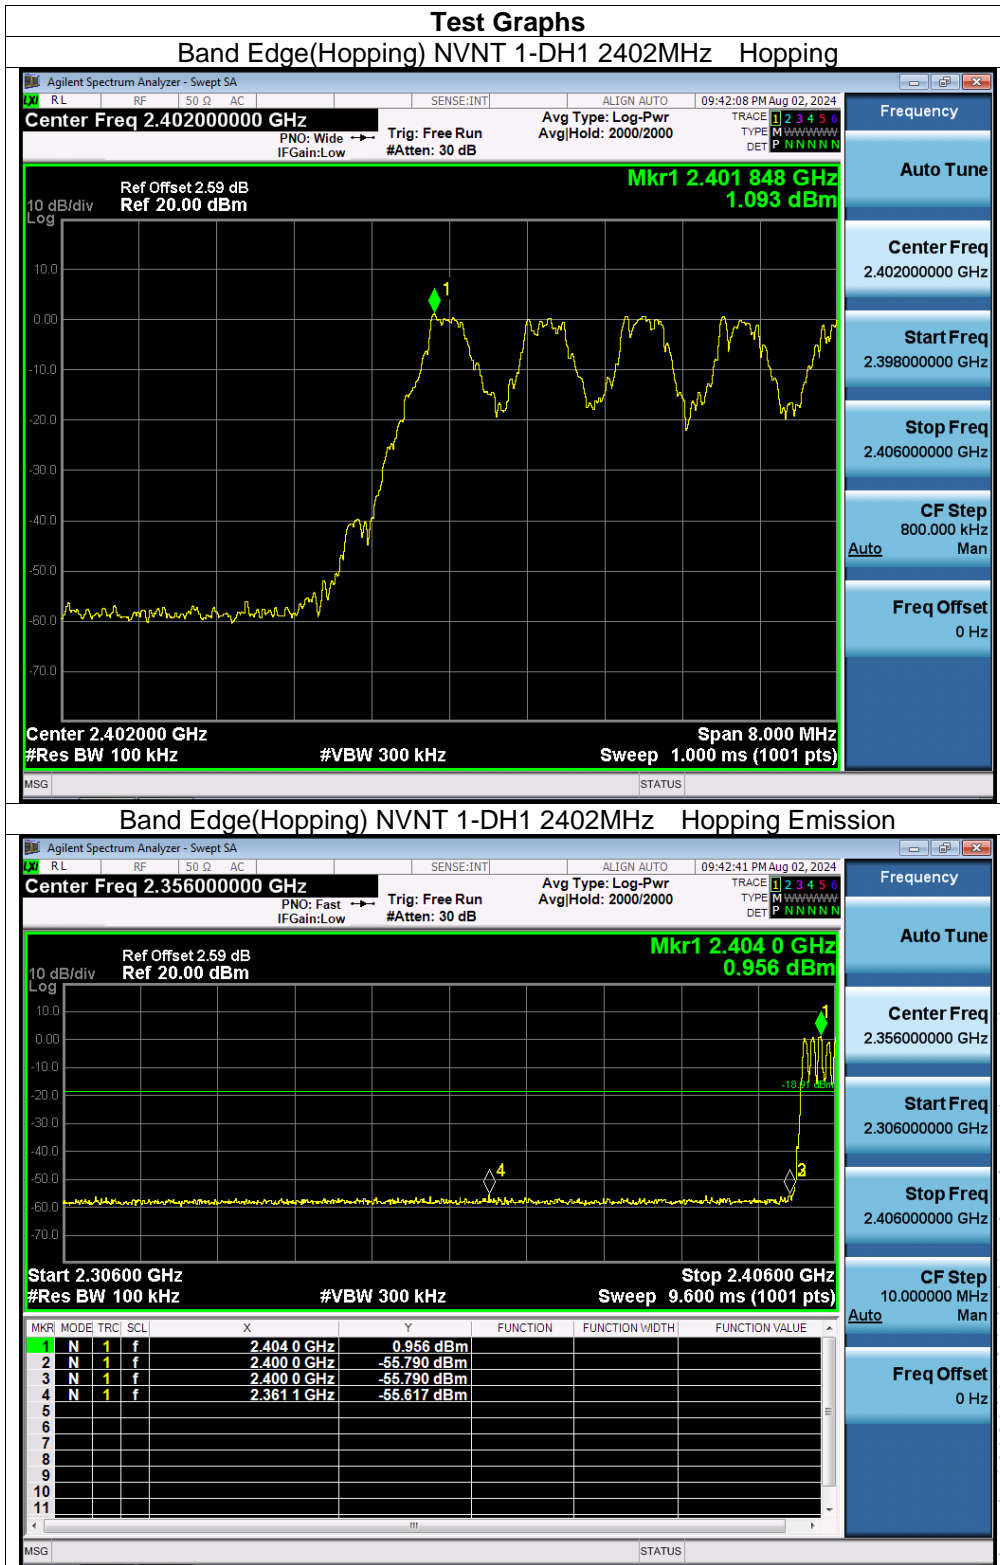 Test Graphs
Band Edge(Hopping) NVNT 1-DH1 2402MHz Hopping
Agilent Spectrum Analyzer - Swept SA
LXI RL RF 50 Ω AC SENSE:INT ALIGN AUTO 09:42:08 PM Aug 02, 2024
Center Freq 2.402000000 GHz
PNO: Wide
IFGain:Low
Trig: Free Run
#Atten: 30 dB
Avg Type: Log-Pwr
Avg|Hold: 2000/2000
TRACE 1 2 3 4 5 6
TYPE M W W W W W
DET P N N N N N
Ref Offset 2.59 dB
10 dB/div Ref 20.00 dBm
Log
Mkr1 2.401 848 GHz
1.093 dBm
10.0
0.00
-10.0
-20.0
-30.0
-40.0
-50.0
-60.0
-70.0
1
Center 2.402000 GHz Span 8.000 MHz
#Res BW 100 kHz #VBW 300 kHz Sweep 1.000 ms (1001 pts)
MSG STATUS
Frequency
Auto Tune
Center Freq
2.402000000 GHz
Start Freq
2.398000000 GHz
Stop Freq
2.406000000 GHz
CF Step
800.000 kHz
Auto Man
Freq Offset
0 Hz
Band Edge(Hopping) NVNT 1-DH1 2402MHz Hopping Emission
Agilent Spectrum Analyzer - Swept SA
LXI RL RF 50 Ω AC SENSE:INT ALIGN AUTO 09:42:41 PM Aug 02, 2024
Center Freq 2.356000000 GHz
PNO: Fast
IFGain:Low
Trig: Free Run
#Atten: 30 dB
Avg Type: Log-Pwr
Avg|Hold: 2000/2000
TRACE 1 2 3 4 5 6
TYPE M W W W W W
DET P N N N N N
Ref Offset 2.59 dB
10 dB/div Ref 20.00 dBm
Log
Mkr1 2.404 0 GHz
0.956 dBm
10.0
0.00
-10.0
-20.0
-30.0
-40.0
-50.0
-60.0
-70.0
1
-18.91 dBm
4
3
Start 2.30600 GHz Stop 2.40600 GHz
#Res BW 100 kHz #VBW 300 kHz Sweep 9.600 ms (1001 pts)
MKR MODE TRC SCL X Y FUNCTION FUNCTION WIDTH FUNCTION VALUE
1 N 1 f 2.404 0 GHz 0.956 dBm
2 N 1 f 2.400 0 GHz -55.790 dBm
3 N 1 f 2.400 0 GHz -55.790 dBm
4 N 1 f 2.361 1 GHz -55.617 dBm
5
6
7
8
9
10
11
MSG STATUS
Frequency
Auto Tune
Center Freq
2.356000000 GHz
Start Freq
2.306000000 GHz
Stop Freq
2.406000000 GHz
CF Step
10.000000 MHz
Auto Man
Freq Offset
0 Hz